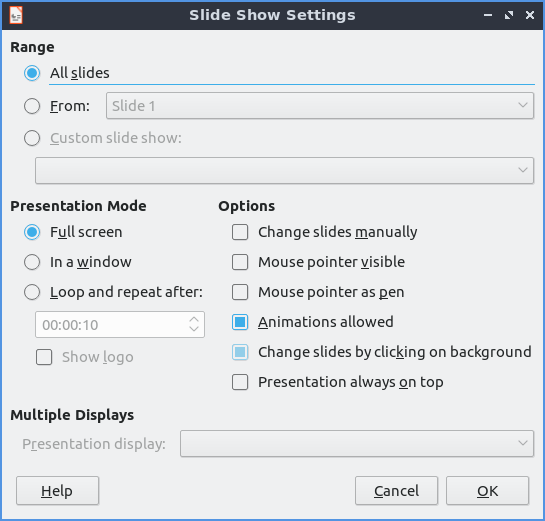 Slide Show Settings
Range
All slides
From: Slide 1
Custom slide show:
Presentation Mode
Full screen
In a window
Loop and repeat after:
00:00:10
Show logo
Options
Change slides manually
Mouse pointer visible
Mouse pointer as pen
Animations allowed
Change slides by clicking on background
Presentation always on top
Multiple Displays
Presentation display:
Help Cancel OK